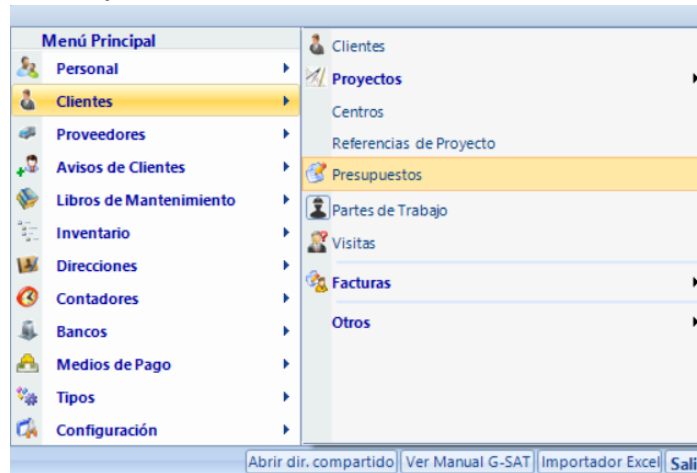 Menú Principal
Personal
Clientes
Proveedores
Avisos de Clientes
Libros de Mantenimiento
Inventario
Direcciones
Contadores
Bancos
Medios de Pago
Tipos
Configuración
Clientes
Proyectos
Centros
Referencias de Proyecto
Presupuestos
Partes de Trabajo
Visitas
Facturas
Otros
Abrir dir. compartido Ver Manual G-SAT Importador Excel Sali